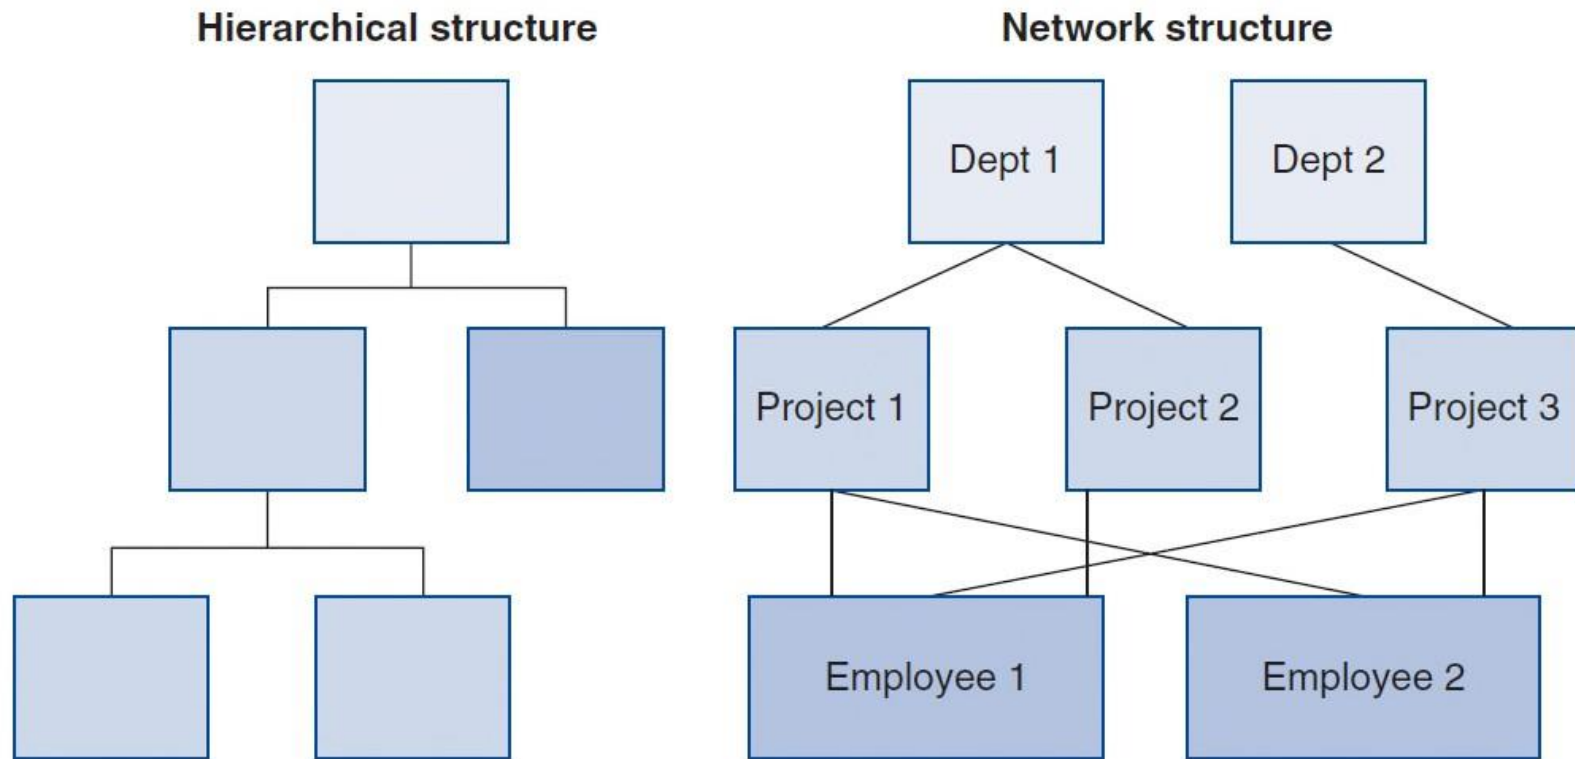 Hierarchical structure
Network structure
Dept 1
Dept 2
Project 1
Project 2
Project 3
Employee 1
Employee 2